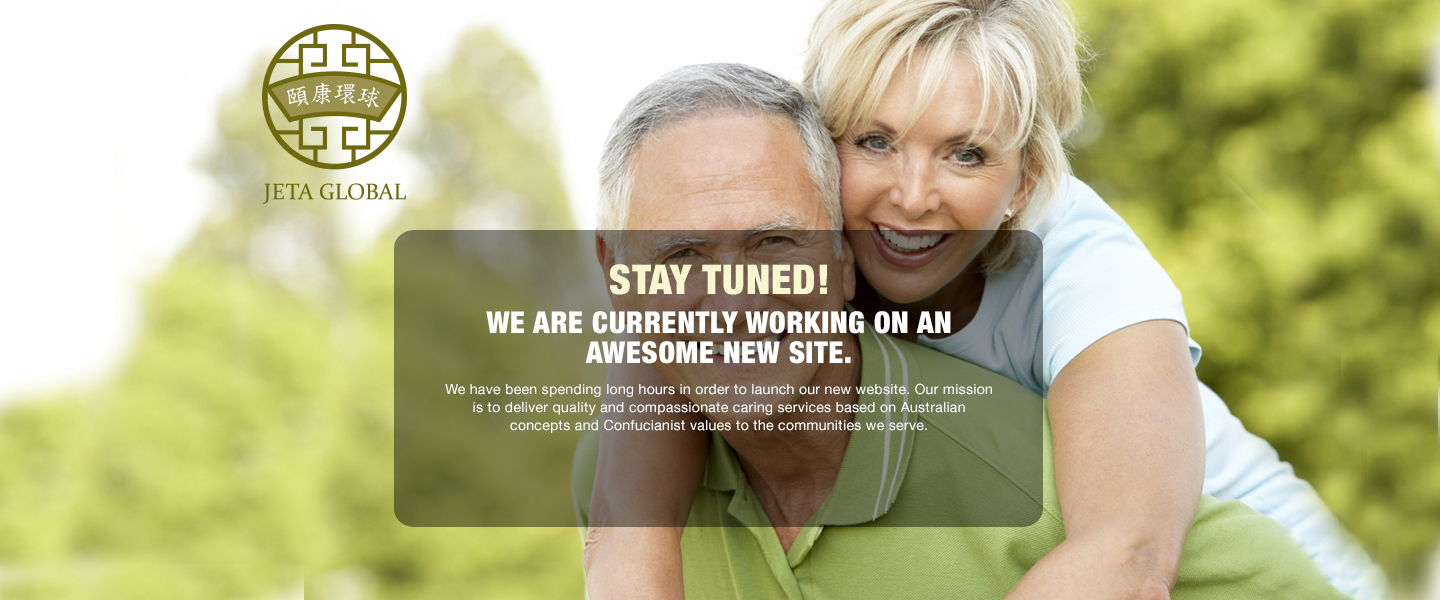 頤康環球
JETA GLOBAL
STAY TUNED!
WE ARE CURRENTLY WORKING ON AN
AWESOME NEW SITE.
We have been spending long hours in order to launch our new website. Our mission
is to deliver quality and compassionate caring services based on Australian
concepts and Confucianist values to the communities we serve.